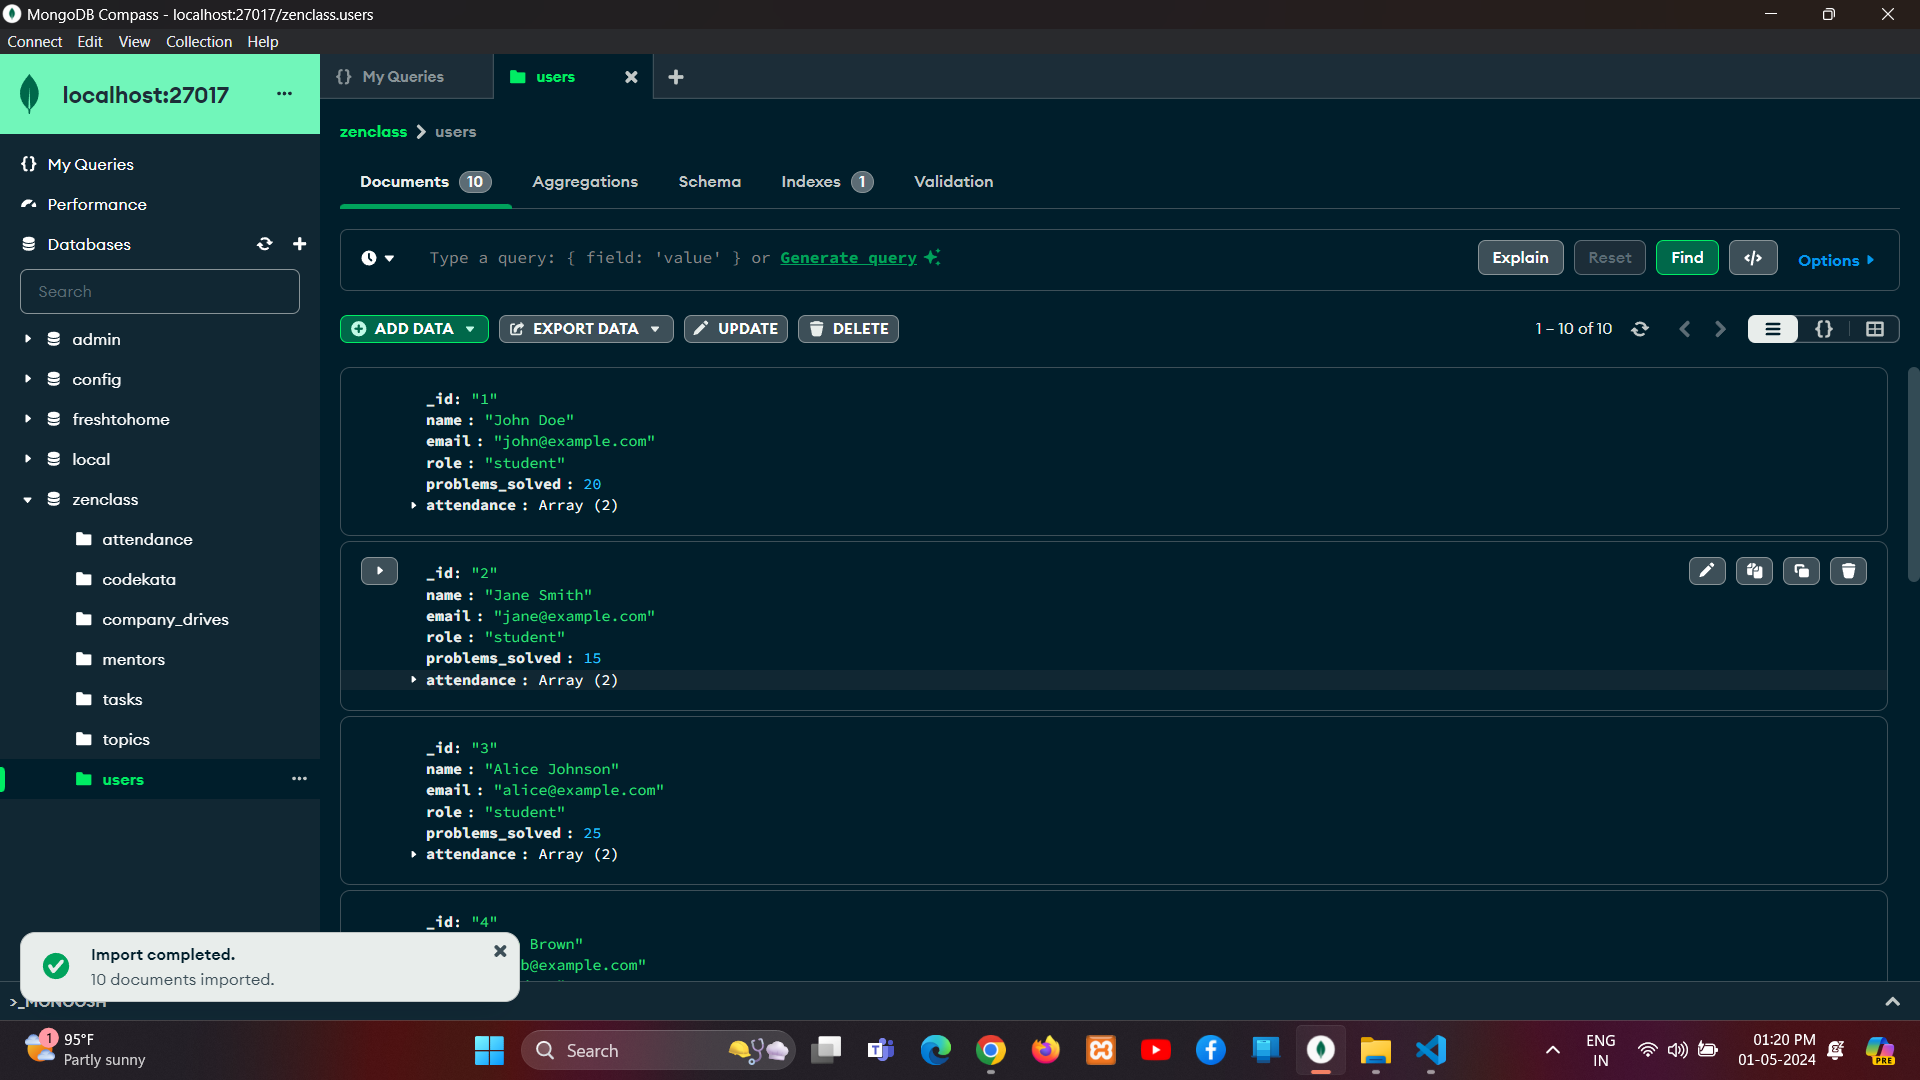 MongoDB Compass - localhost:27017/zenclass.users
Connect Edit View Collection Help
localhost:27017 ...
{} My Queries
users
zenclass > users
My Queries
Performance
Databases
Search
admin
config
freshtohome
local
zenclass
attendance
codekata
company_drives
mentors
tasks
topics
users ...
Documents 10 Aggregations Schema Indexes 1 Validation
Type a query: { field: 'value' } or Generate query
Explain Reset Find </> Options
ADD DATA EXPORT DATA UPDATE DELETE
1 – 10 of 10 {}
_id: "1"
name : "John Doe"
email : "john@example.com"
role : "student"
problems_solved : 20
attendance : Array (2)
_id: "2"
name : "Jane Smith"
email : "jane@example.com"
role : "student"
problems_solved : 15
attendance : Array (2)
_id: "3"
name : "Alice Johnson"
email : "alice@example.com"
role : "student"
problems_solved : 25
attendance : Array (2)
_id: "4"
Brown"
b@example.com"
Import completed.
10 documents imported.
>_MONGOSH
1
95°F
Partly sunny
Search
ENG
IN
01:20 PM
01-05-2024
PRE